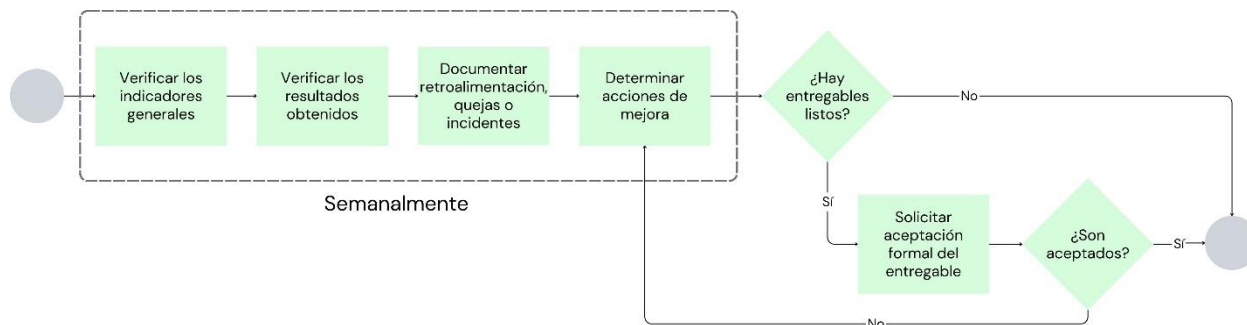 Verificar los
indicadores
generales
Verificar los
resultados
obtenidos
Documentar
retroalimentación,
quejas o
incidentes
Determinar
acciones de
mejora
¿Hay
entregables
listos?
No
Semanalmente
Sí
Solicitar
aceptación
formal del
entregable
¿Son
aceptados?
Sí
No